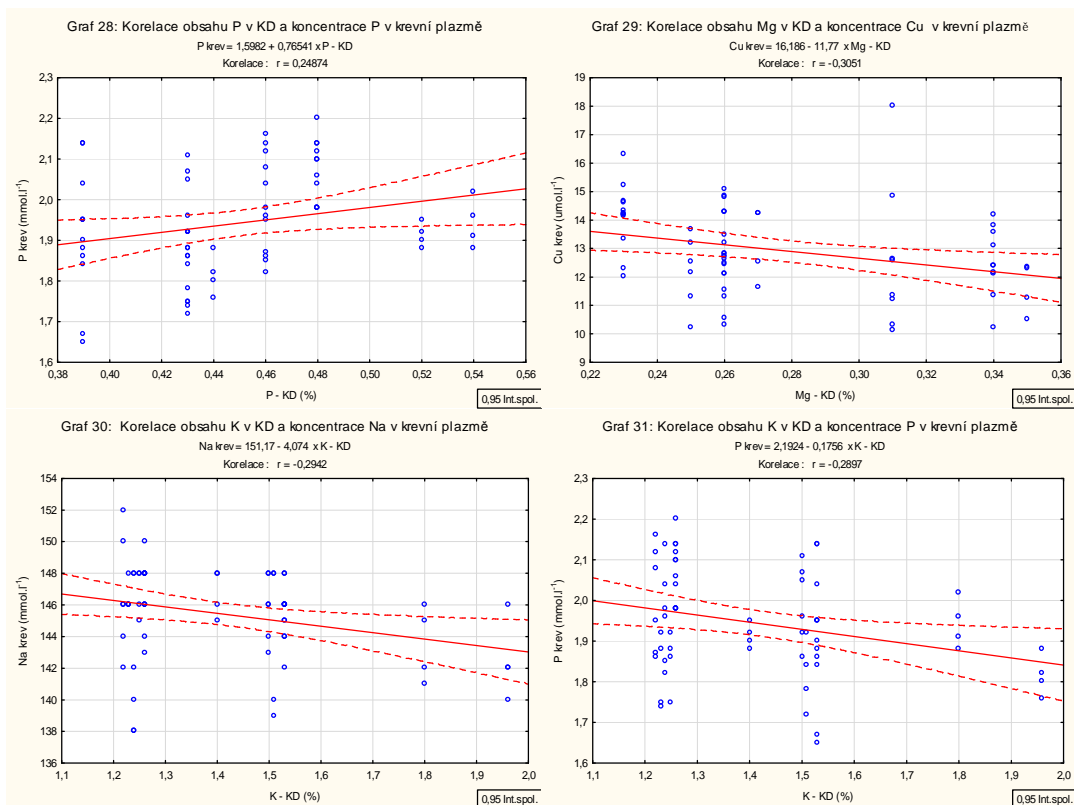 Graf 28: Korelace obsahu P v KD a koncentrace P v krevní plazmě
P krev = 1,5982 + 0,76541 x P - KD
Korelace : r = 0,24874
P krev (mmol.l⁻¹)
2,3
2,2
2,1
2,0
1,9
1,8
1,7
1,6
0,38 0,40 0,42 0,44 0,46 0,48 0,50 0,52 0,54 0,56
P - KD (%)
0,95 Int.spol.
Graf 29: Korelace obsahu Mg v KD a koncentrace Cu v krevní plazmě
Cu krev = 16,186 - 11,77 x Mg - KD
Korelace : r = -0,3051
Cu krev (umol.l⁻¹)
19
18
17
16
15
14
13
12
11
10
9
0,22 0,24 0,26 0,28 0,30 0,32 0,34 0,36
Mg - KD (%)
0,95 Int.spol.
Graf 30: Korelace obsahu K v KD a koncentrace Na v krevní plazmě
Na krev = 151,17 - 4,074 x K - KD
Korelace : r = -0,2942
Na krev (mmol.l⁻¹)
154
152
150
148
146
144
142
140
138
136
1,1 1,2 1,3 1,4 1,5 1,6 1,7 1,8 1,9 2,0
K - KD (%)
0,95 Int.spol.
Graf 31: Korelace obsahu K v KD a koncentrace P v krevní plazmě
P krev = 2,1924 - 0,1756 x K - KD
Korelace : r = -0,2897
P krev (mmol.l⁻¹)
2,3
2,2
2,1
2,0
1,9
1,8
1,7
1,6
1,1 1,2 1,3 1,4 1,5 1,6 1,7 1,8 1,9 2,0
K - KD (%)
0,95 Int.spol.